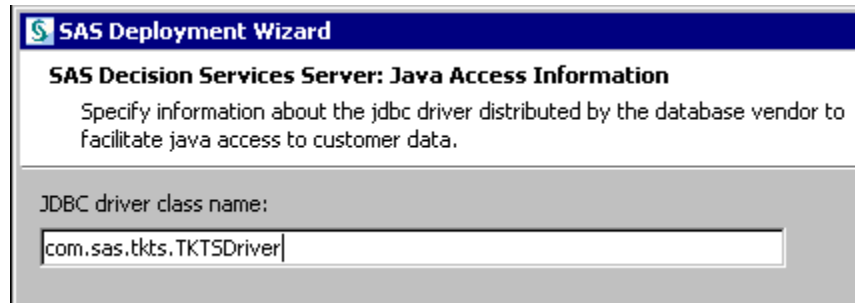 SAS Deployment Wizard
SAS Decision Services Server: Java Access Information
Specify information about the jdbc driver distributed by the database vendor to
facilitate java access to customer data.
JDBC driver class name:
com.sas.tkts.TKTSDriver